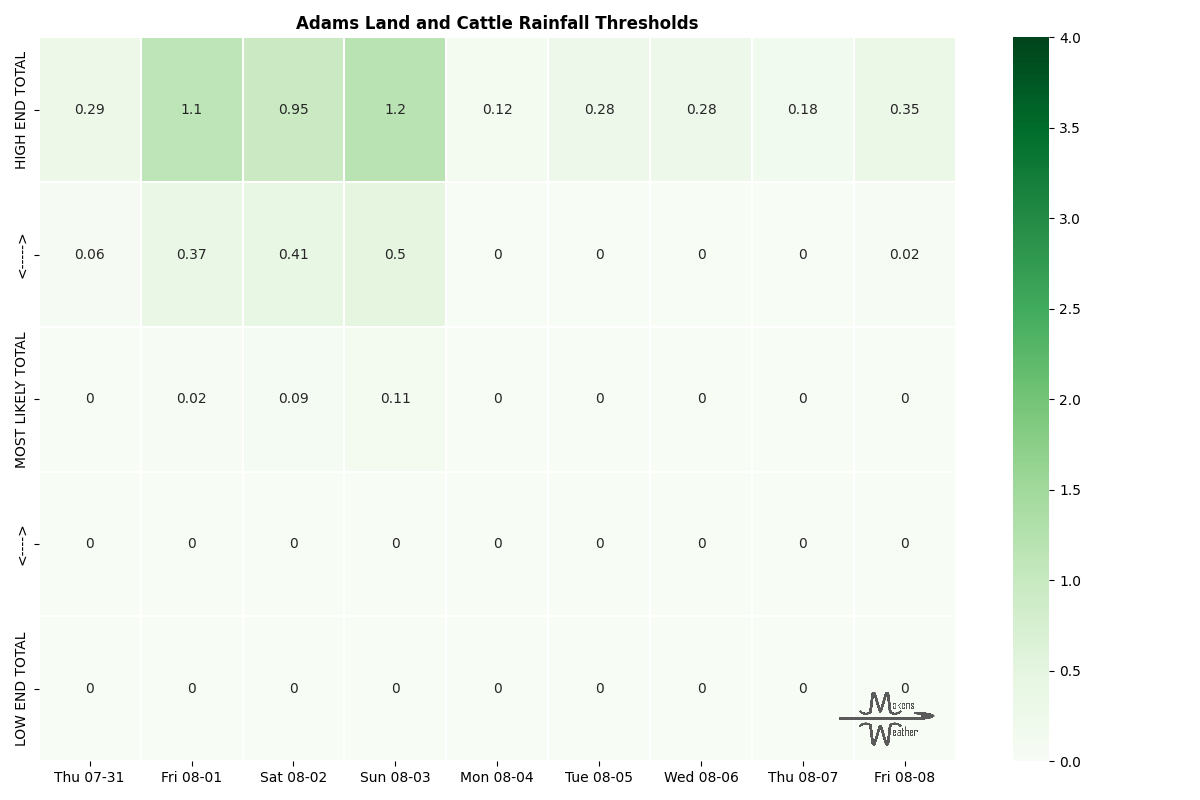 Adams Land and Cattle Rainfall Thresholds
HIGH END TOTAL
0.29 1.1 0.95 1.2 0.12 0.28 0.28 0.18 0.35
<----->
0.06 0.37 0.41 0.5 0 0 0 0 0.02
MOST LIKELY TOTAL
0 0.02 0.09 0.11 0 0 0 0 0
<---->
0 0 0 0 0 0 0 0 0
LOW END TOTAL
0 0 0 0 0 0 0 0 0
Makens
Weather
Thu 07-31 Fri 08-01 Sat 08-02 Sun 08-03 Mon 08-04 Tue 08-05 Wed 08-06 Thu 08-07 Fri 08-08
4.0
3.5
3.0
2.5
2.0
1.5
1.0
0.5
0.0